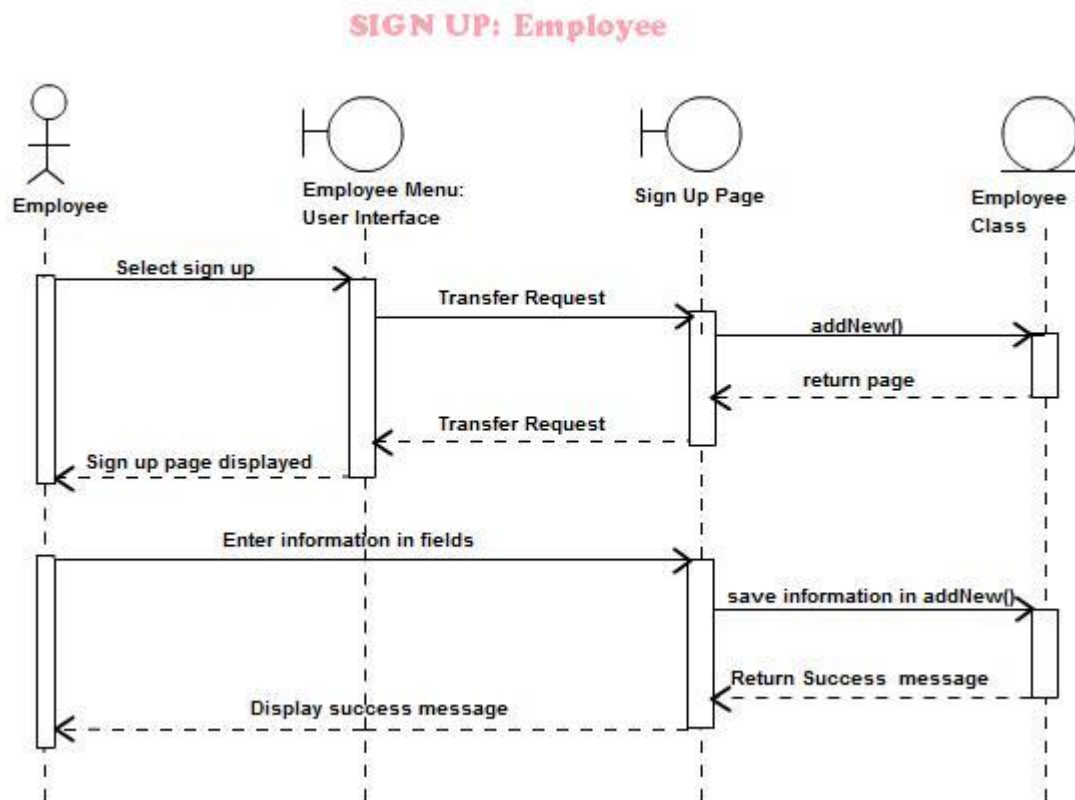 SIGN UP: Employee
Employee
Employee Menu:
User Interface
Sign Up Page
Employee
Class
Select sign up
Transfer Request
addNew()
return page
Transfer Request
Sign up page displayed
Enter information in fields
save information in addNew()
Return Success message
Display success message